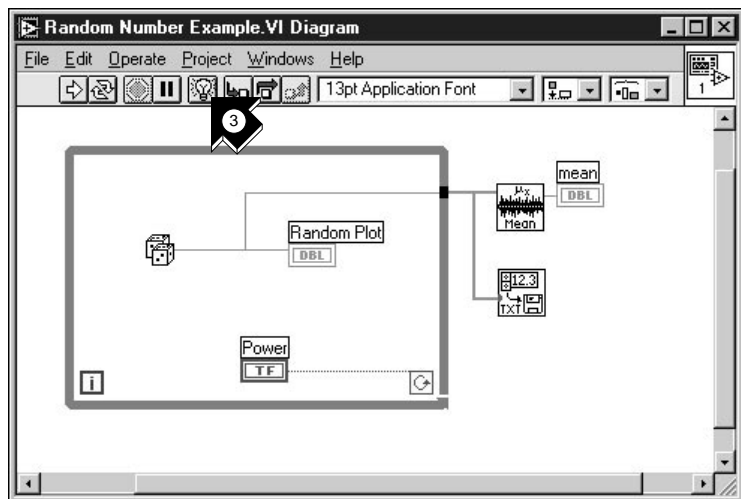 Random Number Example.VI Diagram
File Edit Operate Project Windows Help
13pt Application Font
1
3
mean
DBL
μx
Mean
Random Plot
DBL
12.3
TXT
Power
TF
i